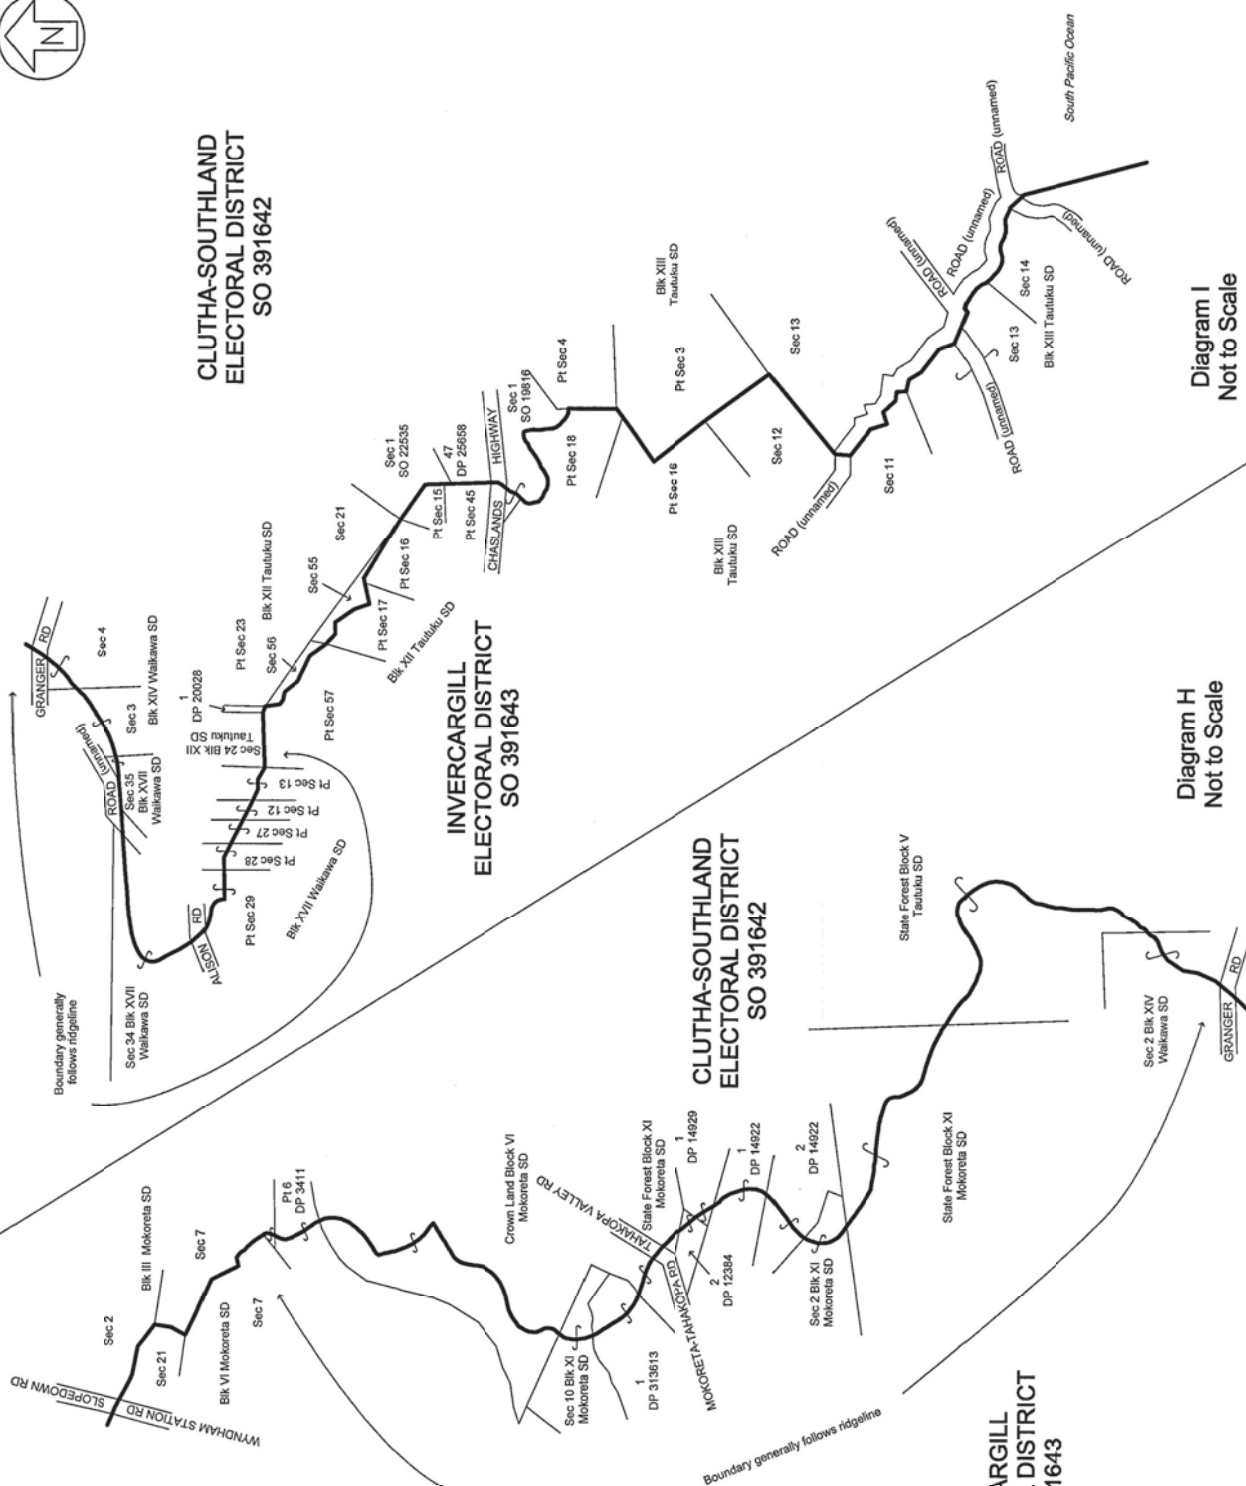 N
CLUTHA-SOUTHLAND
ELECTORAL DISTRICT
SO 391642
South Pacific Ocean
GRANGER RD
Sec 4
Blk XIV Waikawa SD
Sec 3
ROAD (unnamed)
Sec 35
Blk XVII
Waikawa SD
Boundary generally
follows ridgeline
Sec 34 Blk XVII
Waikawa SD
ALISON RD
Pt Sec 29
Pt Sec 28
Pt Sec 27
Pt Sec 12
Pt Sec 13
Blk XVII Waikawa SD
Sec 24 Blk XII
Tautuku SD
1
DP 20028
Pt Sec 23
Blk XII Tautuku SD
Sec 56
Sec 55
Sec 21
Pt Sec 57
Pt Sec 17
Blk XII Tautuku SD
Pt Sec 16
Sec 1
SO 22535
Pt Sec 15
47
DP 25658
Pt Sec 45
CHASLANDS HIGHWAY
Sec 1
SO 19816
Pt Sec 4
Pt Sec 18
Blk XIII
Tautuku SD
Pt Sec 3
Pt Sec 16
Blk XIII
Tautuku SD
Sec 13
Sec 12
ROAD (unnamed)
Sec 11
ROAD (unnamed)
ROAD (unnamed)
ROAD (unnamed)
ROAD (unnamed)
ROAD (unnamed)
Sec 14
Sec 13
Blk XIII Tautuku SD
INVERCARGILL
ELECTORAL DISTRICT
SO 391643
Diagram I
Not to Scale
SLOPEDOWN RD
WYNDHAM STATION RD
Sec 2
Sec 21
Blk III Mokoreta SD
Sec 7
Blk VI Mokoreta SD
Sec 7
Pt 6
DP 3411
Crown Land Block VI
Mokoreta SD
Sec 10 Blk XI
Mokoreta SD
1
DP 313613
TAHAKOPA VALLEY RD
MOKORETA-TAHAKOPA RD
State Forest Block XI
Mokoreta SD
1
DP 14929
2
DP 12384
1
DP 14922
2
DP 14922
Sec 2 Blk XI
Mokoreta SD
CLUTHA-SOUTHLAND
ELECTORAL DISTRICT
SO 391642
State Forest Block V
Tautuku SD
State Forest Block XI
Mokoreta SD
Sec 2 Blk XIV
Waikawa SD
GRANGER RD
Boundary generally follows ridgeline
ARGILL
DISTRICT
1643
Diagram H
Not to Scale